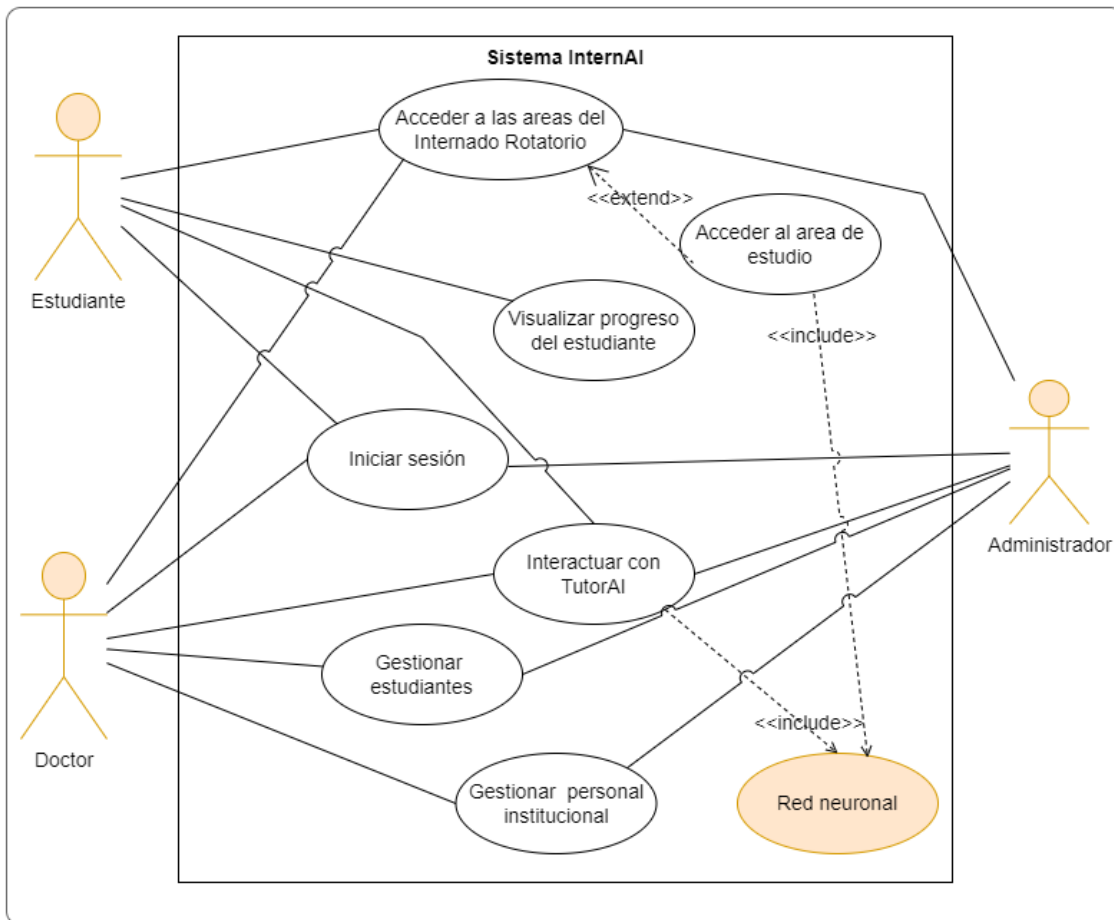 Sistema InternAI
Acceder a las areas del
Internado Rotatorio
<<extend>>
Acceder al area de
estudio
Estudiante
Visualizar progreso
del estudiante
<<include>>
Iniciar sesión
Administrador
Interactuar con
TutorAI
Gestionar
estudiantes
<<include>>
Doctor
Gestionar personal
institucional
Red neuronal